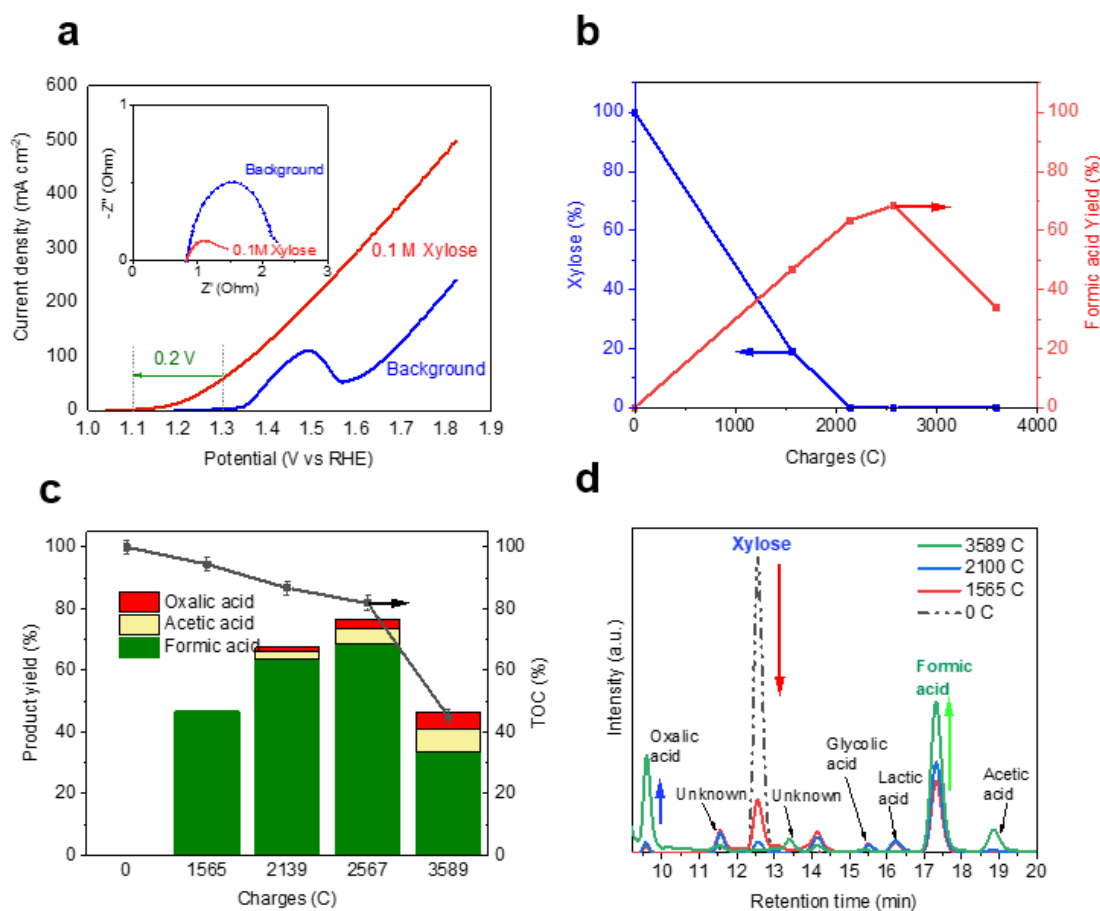 a
600
500
400
300
200
100
0
Current density (mA cm⁻²)
1.0 1.1 1.2 1.3 1.4 1.5 1.6 1.7 1.8 1.9
Potential (V vs RHE)
0.1 M Xylose
Background
0.2 V
1
0
-Z" (Ohm)
Background
0.1M Xylose
0 1 2 3
Z' (Ohm)
b
100
80
60
40
20
0
Xylose (%)
100
80
60
40
20
0
Formic acid Yield (%)
0 1000 2000 3000 4000
Charges (C)
c
100
80
60
40
20
0
Product yield (%)
Oxalic acid
Acetic acid
Formic acid
100
80
60
40
20
0
TOC (%)
0 1565 2139 2567 3589
Charges (C)
d
Intensity (a.u.)
Xylose
3589 C
2100 C
1565 C
0 C
Oxalic
acid
Unknown
Unknown
Glycolic
acid
Lactic
acid
Formic
acid
Acetic
acid
10 11 12 13 14 15 16 17 18 19 20
Retention time (min)